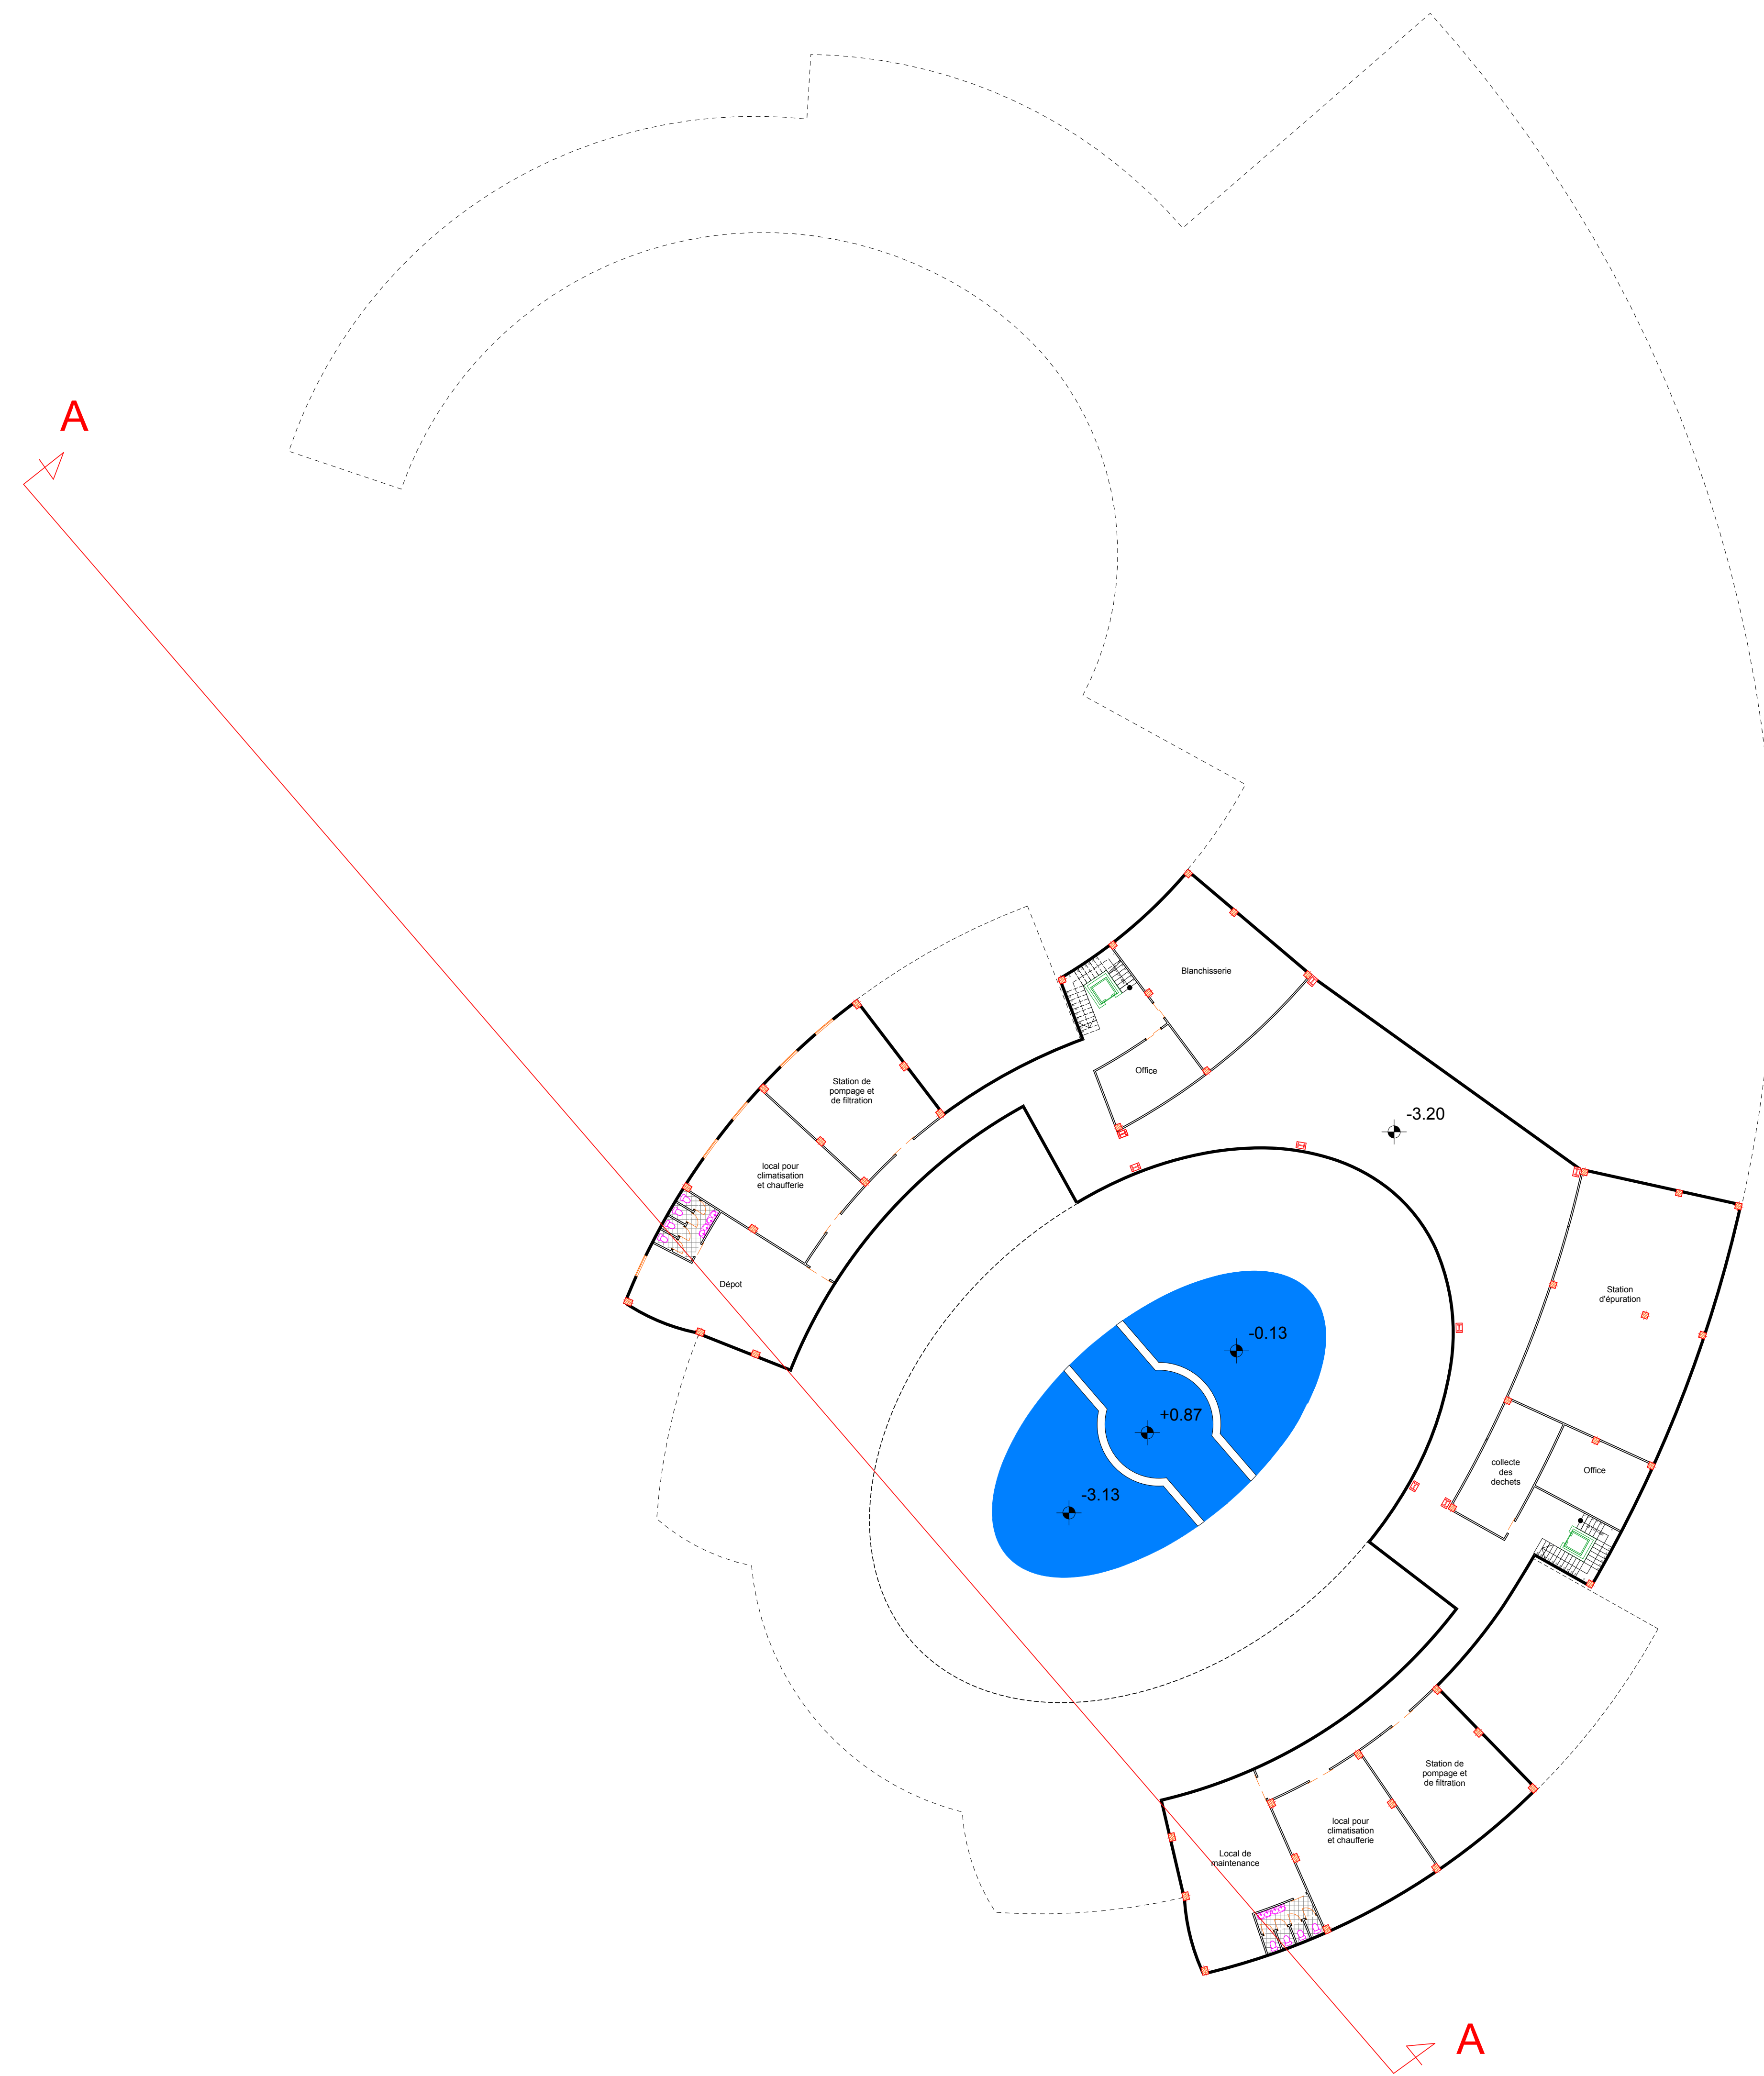 A
Blanchisserie
Office
Station de
pompage et
de filtration
-3.20
local pour
climatisation
et chaufferie
Dépot
Station
d'épuration
-0.13
+0.87
-3.13
collecte
des
dechets
Office
Station de
pompage et
de filtration
local pour
climatisation
et chaufferie
Local de
maintenance
A